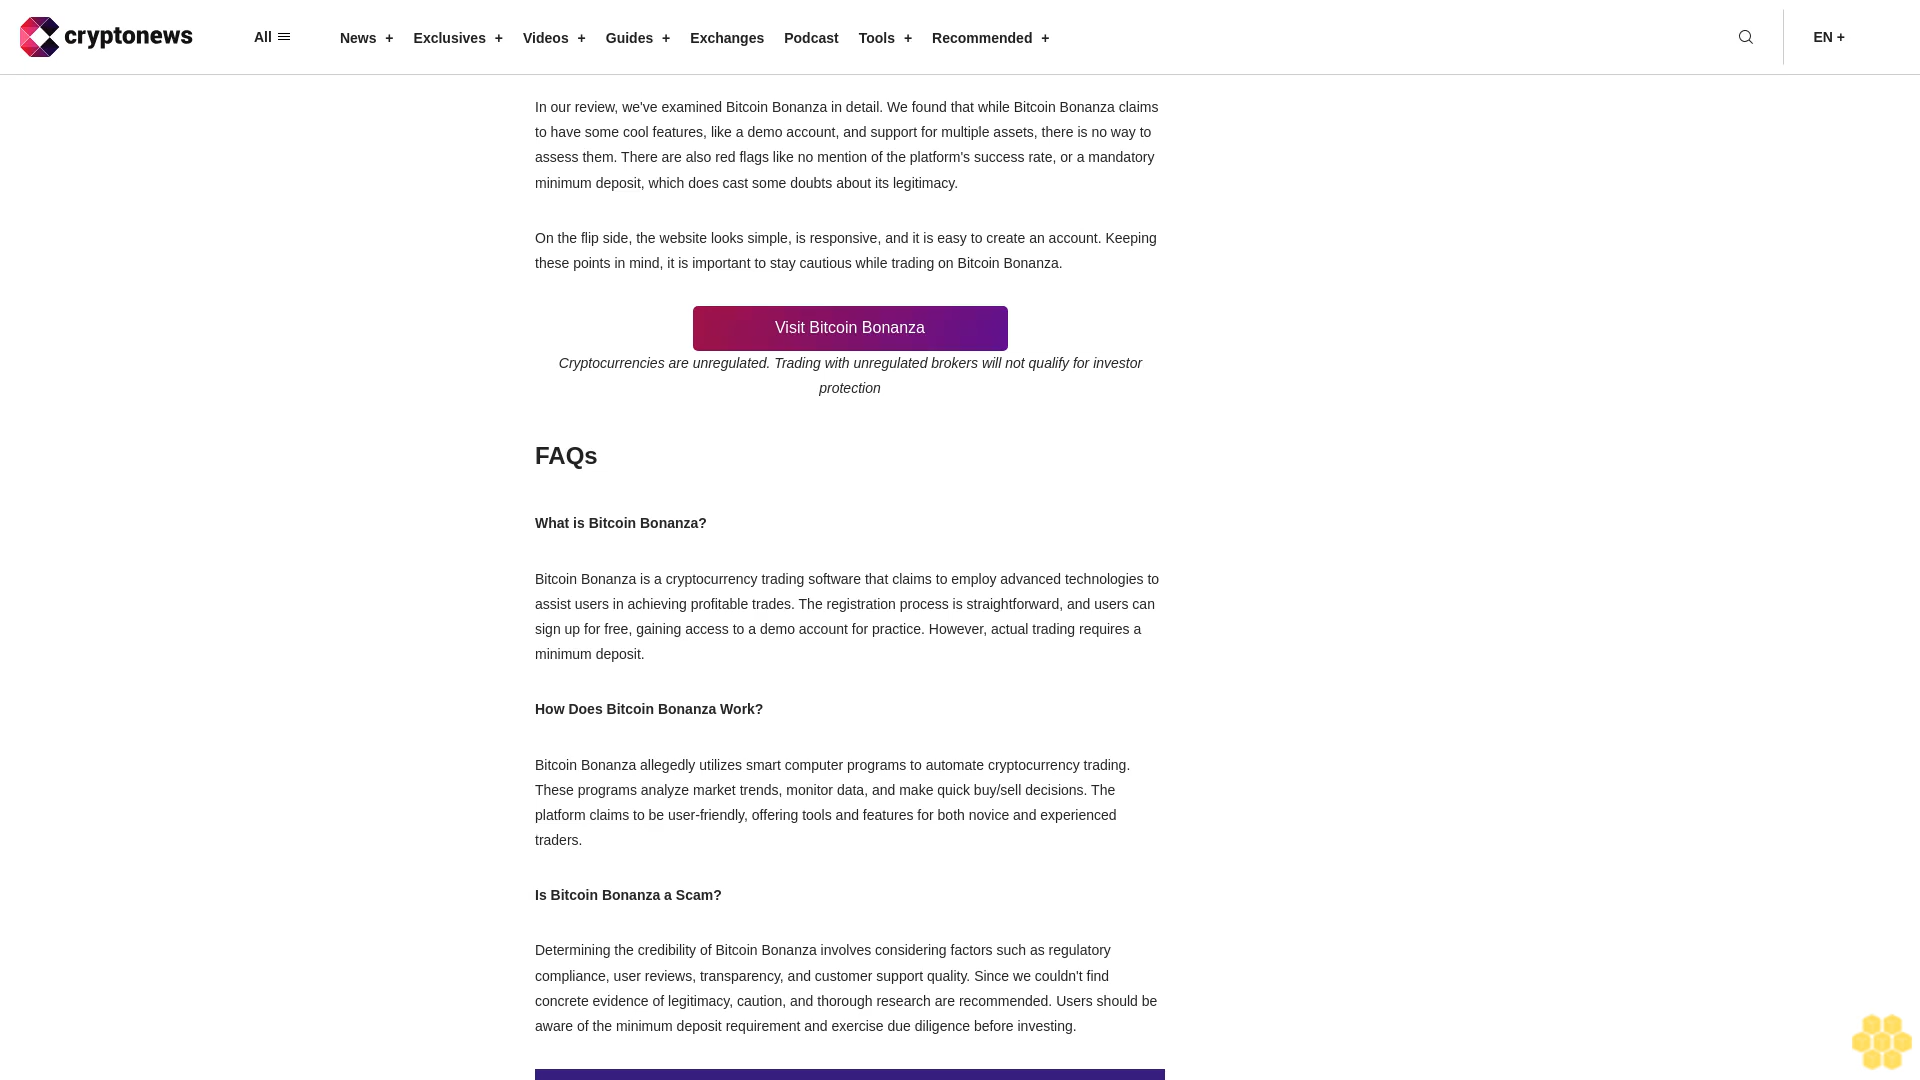 cryptonews
All
News +
Exclusives +
Videos +
Guides +
Exchanges
Podcast
Tools +
Recommended +
EN +
In our review, we've examined Bitcoin Bonanza in detail. We found that while Bitcoin Bonanza claims
to have some cool features, like a demo account, and support for multiple assets, there is no way to
assess them. There are also red flags like no mention of the platform's success rate, or a mandatory
minimum deposit, which does cast some doubts about its legitimacy.
On the flip side, the website looks simple, is responsive, and it is easy to create an account. Keeping
these points in mind, it is important to stay cautious while trading on Bitcoin Bonanza.
Visit Bitcoin Bonanza
Cryptocurrencies are unregulated. Trading with unregulated brokers will not qualify for investor
protection
FAQs
What is Bitcoin Bonanza?
Bitcoin Bonanza is a cryptocurrency trading software that claims to employ advanced technologies to
assist users in achieving profitable trades. The registration process is straightforward, and users can
sign up for free, gaining access to a demo account for practice. However, actual trading requires a
minimum deposit.
How Does Bitcoin Bonanza Work?
Bitcoin Bonanza allegedly utilizes smart computer programs to automate cryptocurrency trading.
These programs analyze market trends, monitor data, and make quick buy/sell decisions. The
platform claims to be user-friendly, offering tools and features for both novice and experienced
traders.
Is Bitcoin Bonanza a Scam?
Determining the credibility of Bitcoin Bonanza involves considering factors such as regulatory
compliance, user reviews, transparency, and customer support quality. Since we couldn't find
concrete evidence of legitimacy, caution, and thorough research are recommended. Users should be
aware of the minimum deposit requirement and exercise due diligence before investing.